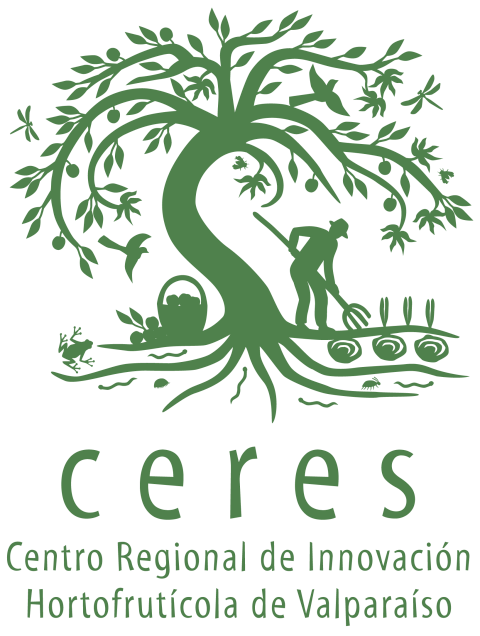 ceres
Centro Regional de Innovación
Hortofrutícola de Valparaíso